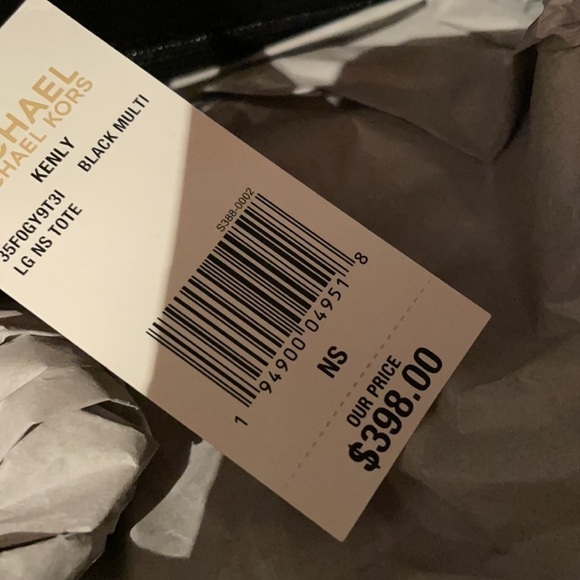 CHAEL
CHAEL KORS
KENLY
BLACK MULTI
35F0GY9T3I
LG NS TOTE
S388-0002
1 94900 04951 8
NS
OUR PRICE
$398.00